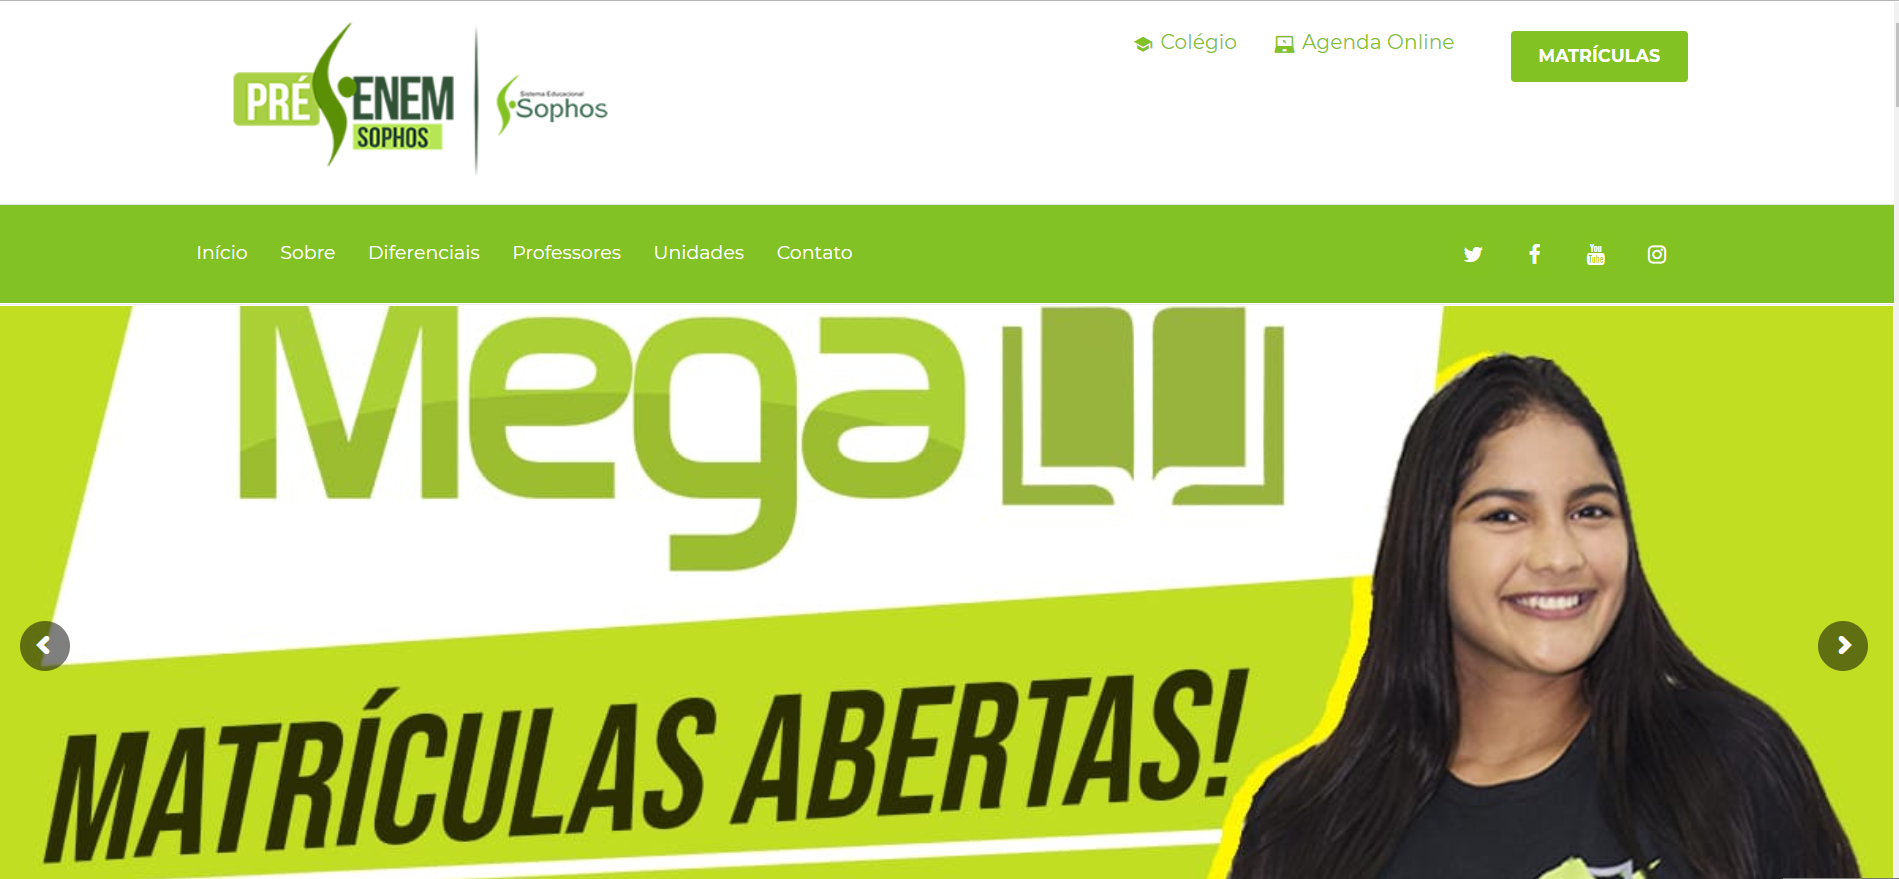 PRÉ ENEM
SOPHOS
Sistema Educacional
Sophos
Colégio
Agenda Online
MATRÍCULAS
Início
Sobre
Diferenciais
Professores
Unidades
Contato
You
Tube
Mega
MATRÍCULAS ABERTAS!